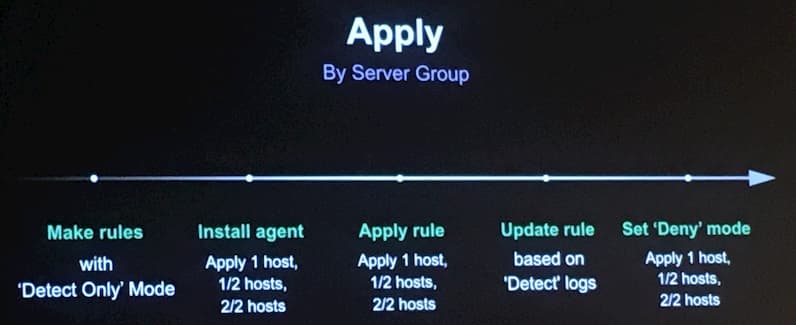 Apply
By Server Group
Make rules
with
'Detect Only' Mode
Install agent
Apply 1 host,
1/2 hosts,
2/2 hosts
Apply rule
Apply 1 host,
1/2 hosts,
2/2 hosts
Update rule
based on
'Detect' logs
Set 'Deny' mode
Apply 1 host,
1/2 hosts,
2/2 hosts